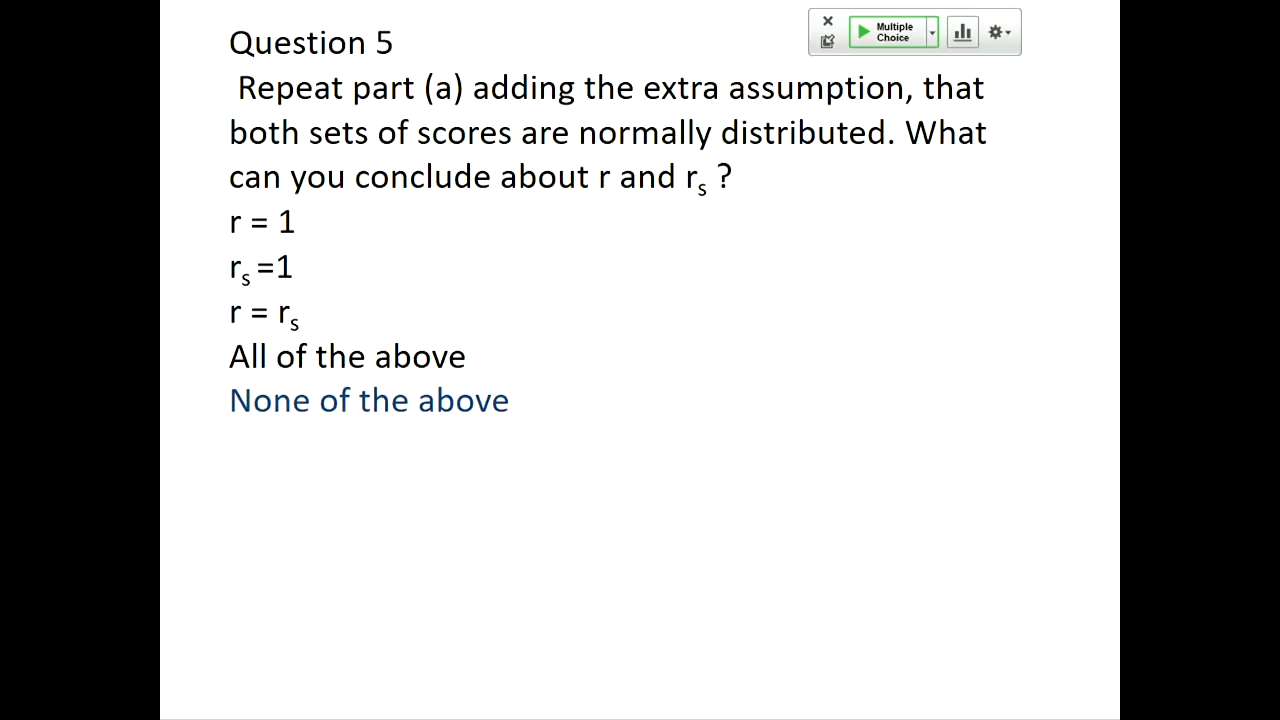 Question 5
Multiple
Choice
Repeat part (a) adding the extra assumption, that
both sets of scores are normally distributed. What
can you conclude about r and rs ?
r = 1
rs =1
r = rs
All of the above
None of the above